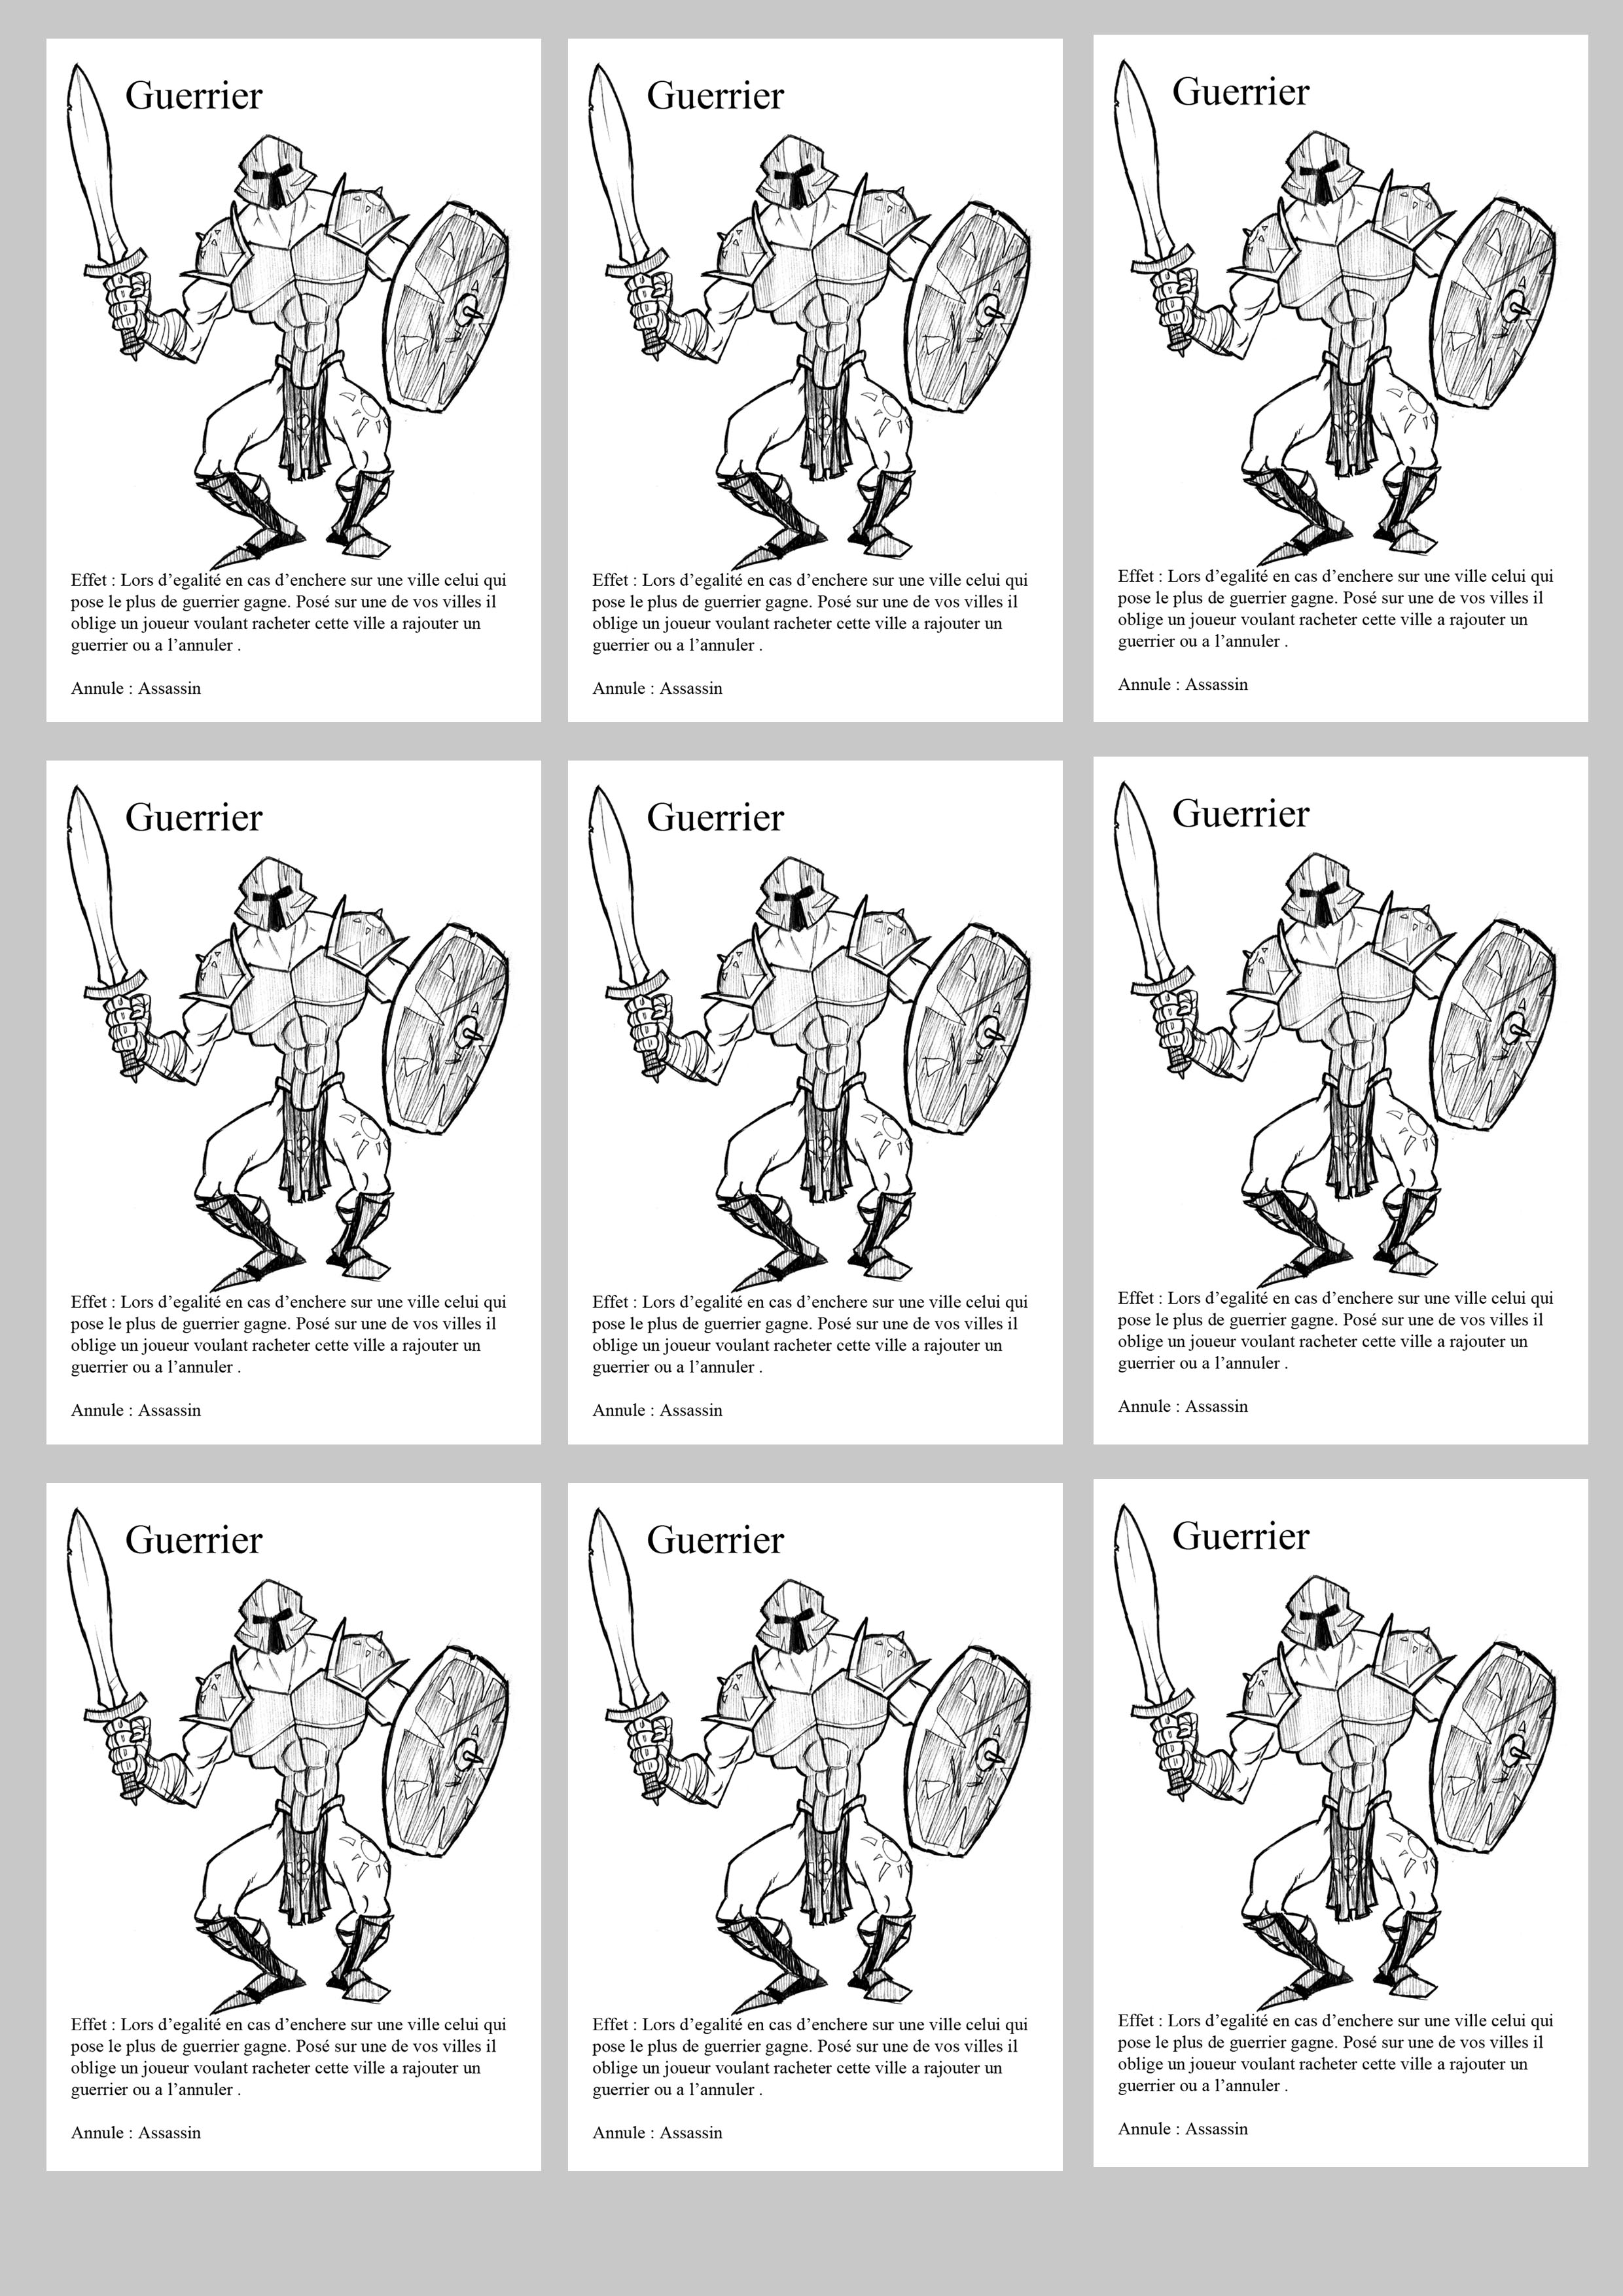 Guerrier
Effet : Lors d’egalité en cas d’enchere sur une ville celui qui
pose le plus de guerrier gagne. Posé sur une de vos villes il
oblige un joueur voulant racheter cette ville a rajouter un
guerrier ou a l’annuler .
Annule : Assassin
Guerrier
Effet : Lors d’egalité en cas d’enchere sur une ville celui qui
pose le plus de guerrier gagne. Posé sur une de vos villes il
oblige un joueur voulant racheter cette ville a rajouter un
guerrier ou a l’annuler .
Annule : Assassin
Guerrier
Effet : Lors d’egalité en cas d’enchere sur une ville celui qui
pose le plus de guerrier gagne. Posé sur une de vos villes il
oblige un joueur voulant racheter cette ville a rajouter un
guerrier ou a l’annuler .
Annule : Assassin
Guerrier
Effet : Lors d’egalité en cas d’enchere sur une ville celui qui
pose le plus de guerrier gagne. Posé sur une de vos villes il
oblige un joueur voulant racheter cette ville a rajouter un
guerrier ou a l’annuler .
Annule : Assassin
Guerrier
Effet : Lors d’egalité en cas d’enchere sur une ville celui qui
pose le plus de guerrier gagne. Posé sur une de vos villes il
oblige un joueur voulant racheter cette ville a rajouter un
guerrier ou a l’annuler .
Annule : Assassin
Guerrier
Effet : Lors d’egalité en cas d’enchere sur une ville celui qui
pose le plus de guerrier gagne. Posé sur une de vos villes il
oblige un joueur voulant racheter cette ville a rajouter un
guerrier ou a l’annuler .
Annule : Assassin
Guerrier
Effet : Lors d’egalité en cas d’enchere sur une ville celui qui
pose le plus de guerrier gagne. Posé sur une de vos villes il
oblige un joueur voulant racheter cette ville a rajouter un
guerrier ou a l’annuler .
Annule : Assassin
Guerrier
Effet : Lors d’egalité en cas d’enchere sur une ville celui qui
pose le plus de guerrier gagne. Posé sur une de vos villes il
oblige un joueur voulant racheter cette ville a rajouter un
guerrier ou a l’annuler .
Annule : Assassin
Guerrier
Effet : Lors d’egalité en cas d’enchere sur une ville celui qui
pose le plus de guerrier gagne. Posé sur une de vos villes il
oblige un joueur voulant racheter cette ville a rajouter un
guerrier ou a l’annuler .
Annule : Assassin